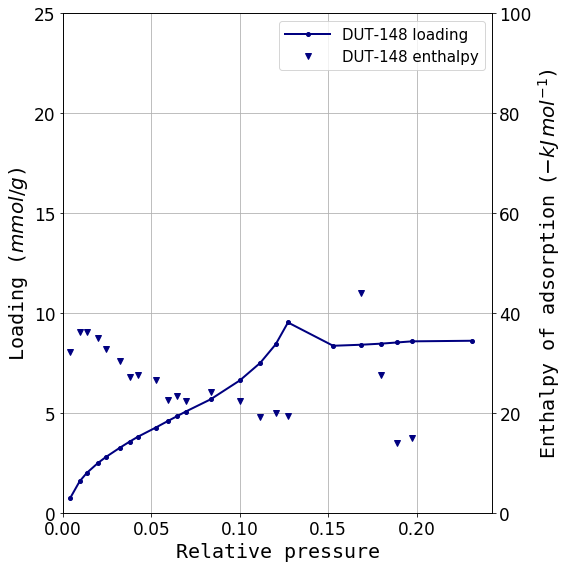 DUT-148 loading
DUT-148 enthalpy
25
20
15
10
5
0
Loading (mmol/g)
100
80
60
40
20
0
Enthalpy of adsorption (−kJ mol⁻¹)
0.00 0.05 0.10 0.15 0.20
Relative pressure